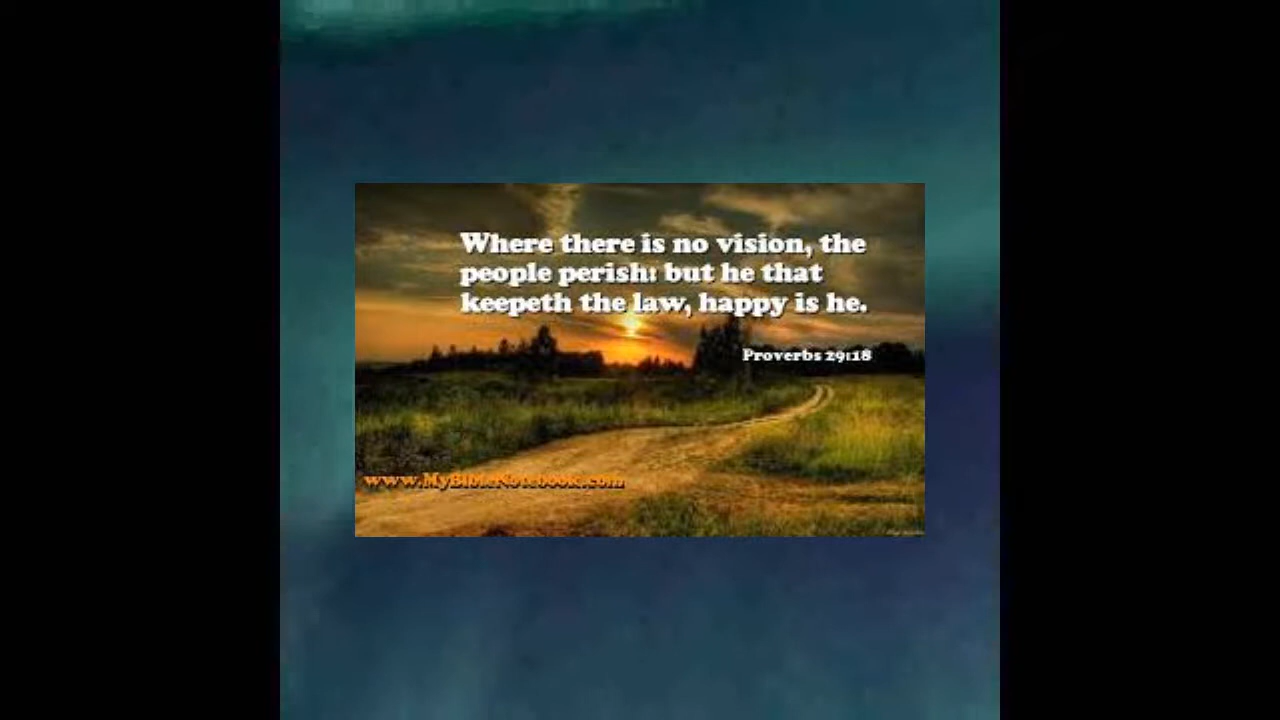 Where there is no vision, the
people perish: but he that
keepeth the law, happy is he.
Proverbs 29:18
www.MyBibleNotebook.com